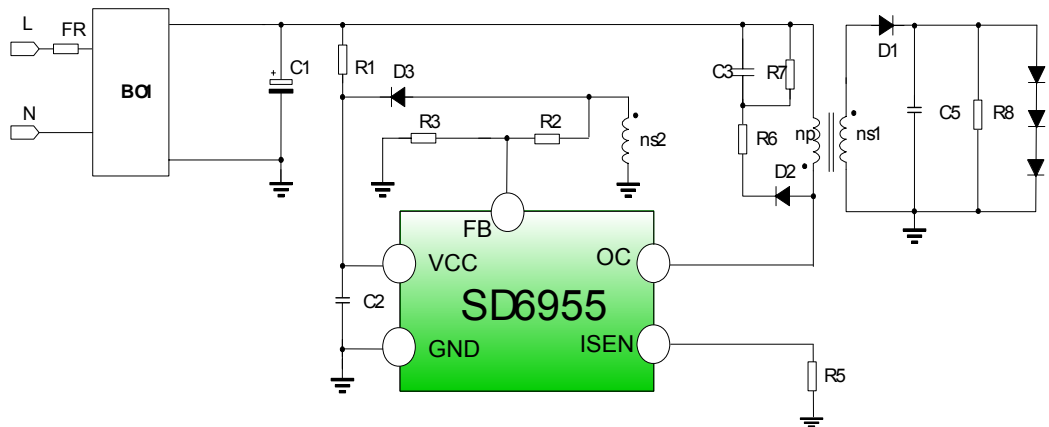 L
FR
BO1
N
+
C1
R1
D3
R3
R2
ns2
C3
R7
R6
D2
np
ns1
D1
C5
R8
FB
VCC
OC
SD6955
C2
GND
ISEN
R5